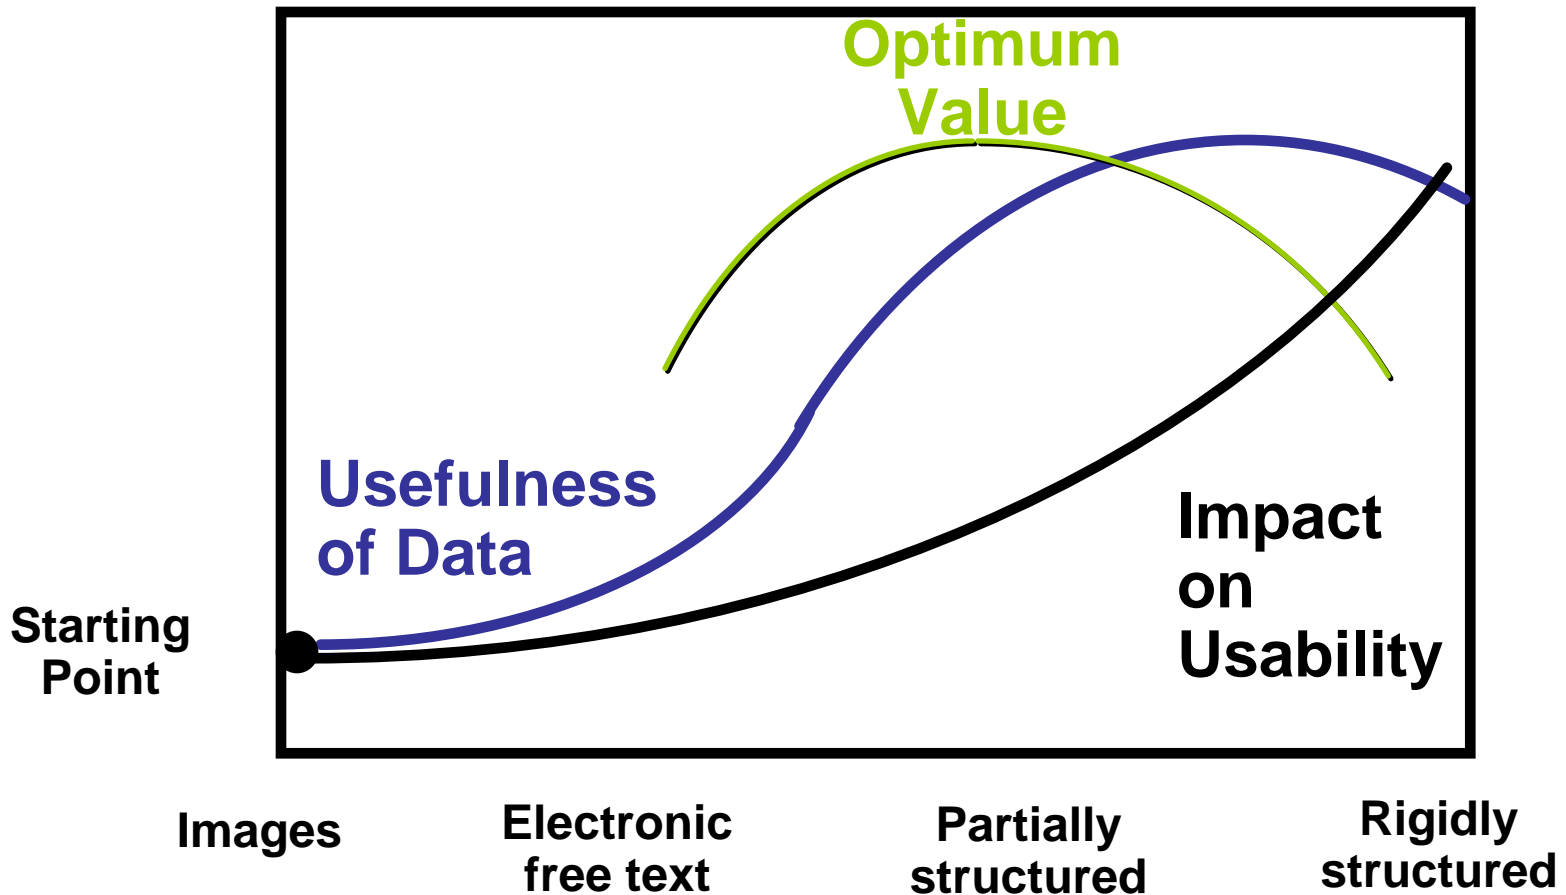 Optimum
Value
Usefulness
of Data
Impact
on
Usability
Starting
Point
Images
Electronic
free text
Partially
structured
Rigidly
structured